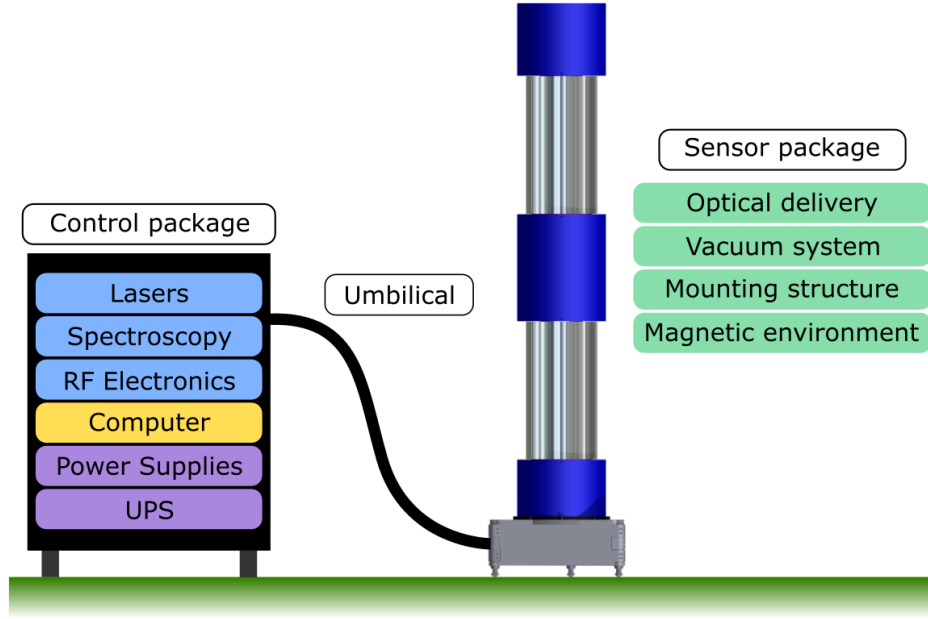 Control package
Lasers
Spectroscopy
RF Electronics
Computer
Power Supplies
UPS
Umbilical
Sensor package
Optical delivery
Vacuum system
Mounting structure
Magnetic environment